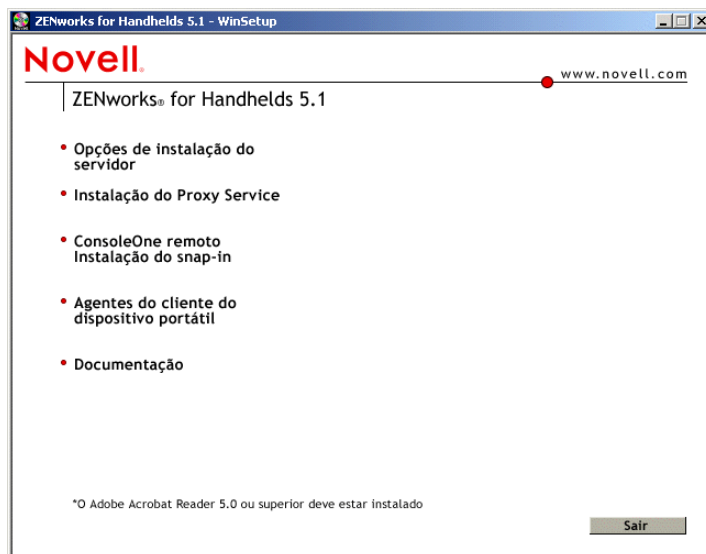 ZENworks for Handhelds 5.1 - WinSetup
Novell.
www.novell.com
ZENworks® for Handhelds 5.1
• Opções de instalação do
servidor
• Instalação do Proxy Service
• ConsoleOne remoto
Instalação do snap-in
• Agentes do cliente do
dispositivo portátil
• Documentação
*O Adobe Acrobat Reader 5.0 ou superior deve estar instalado
Sair